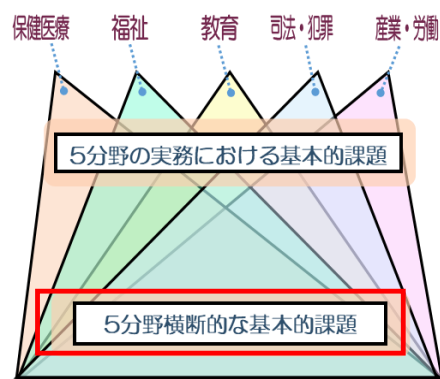 保健医療 福祉 教育 司法・犯罪 産業・労働
5分野の実務における基本的課題
5分野横断的な基本的課題